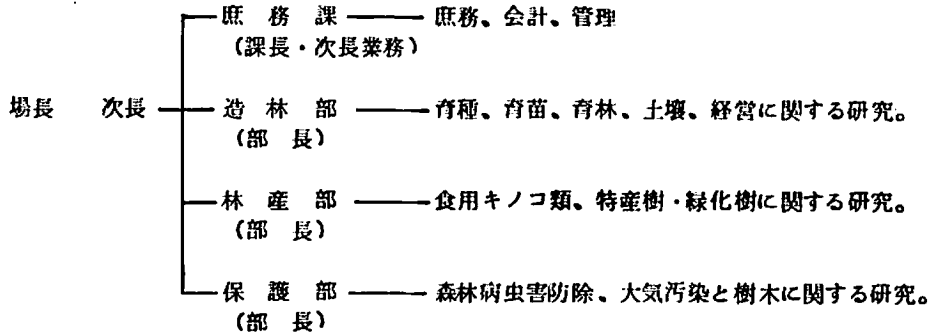 庶務課 庶務、会計、管理
(課長・次長業務)
場長 次長 造林部 育種、育苗、育林、土壌、経営に関する研究。
(部長)
林産部 食用キノコ類、特産樹・緑化樹に関する研究。
(部長)
保護部 森林病虫害防除、大気汚染と樹木に関する研究。
(部長)